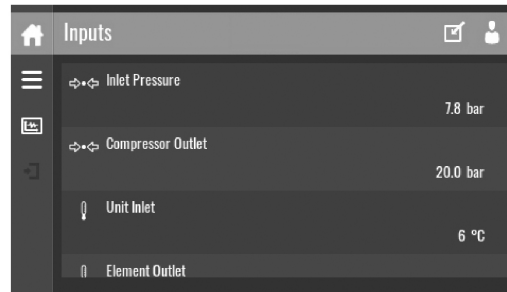 Inputs
Inlet Pressure
7.8 bar
Compressor Outlet
20.0 bar
Unit Inlet
6 °C
Element Outlet